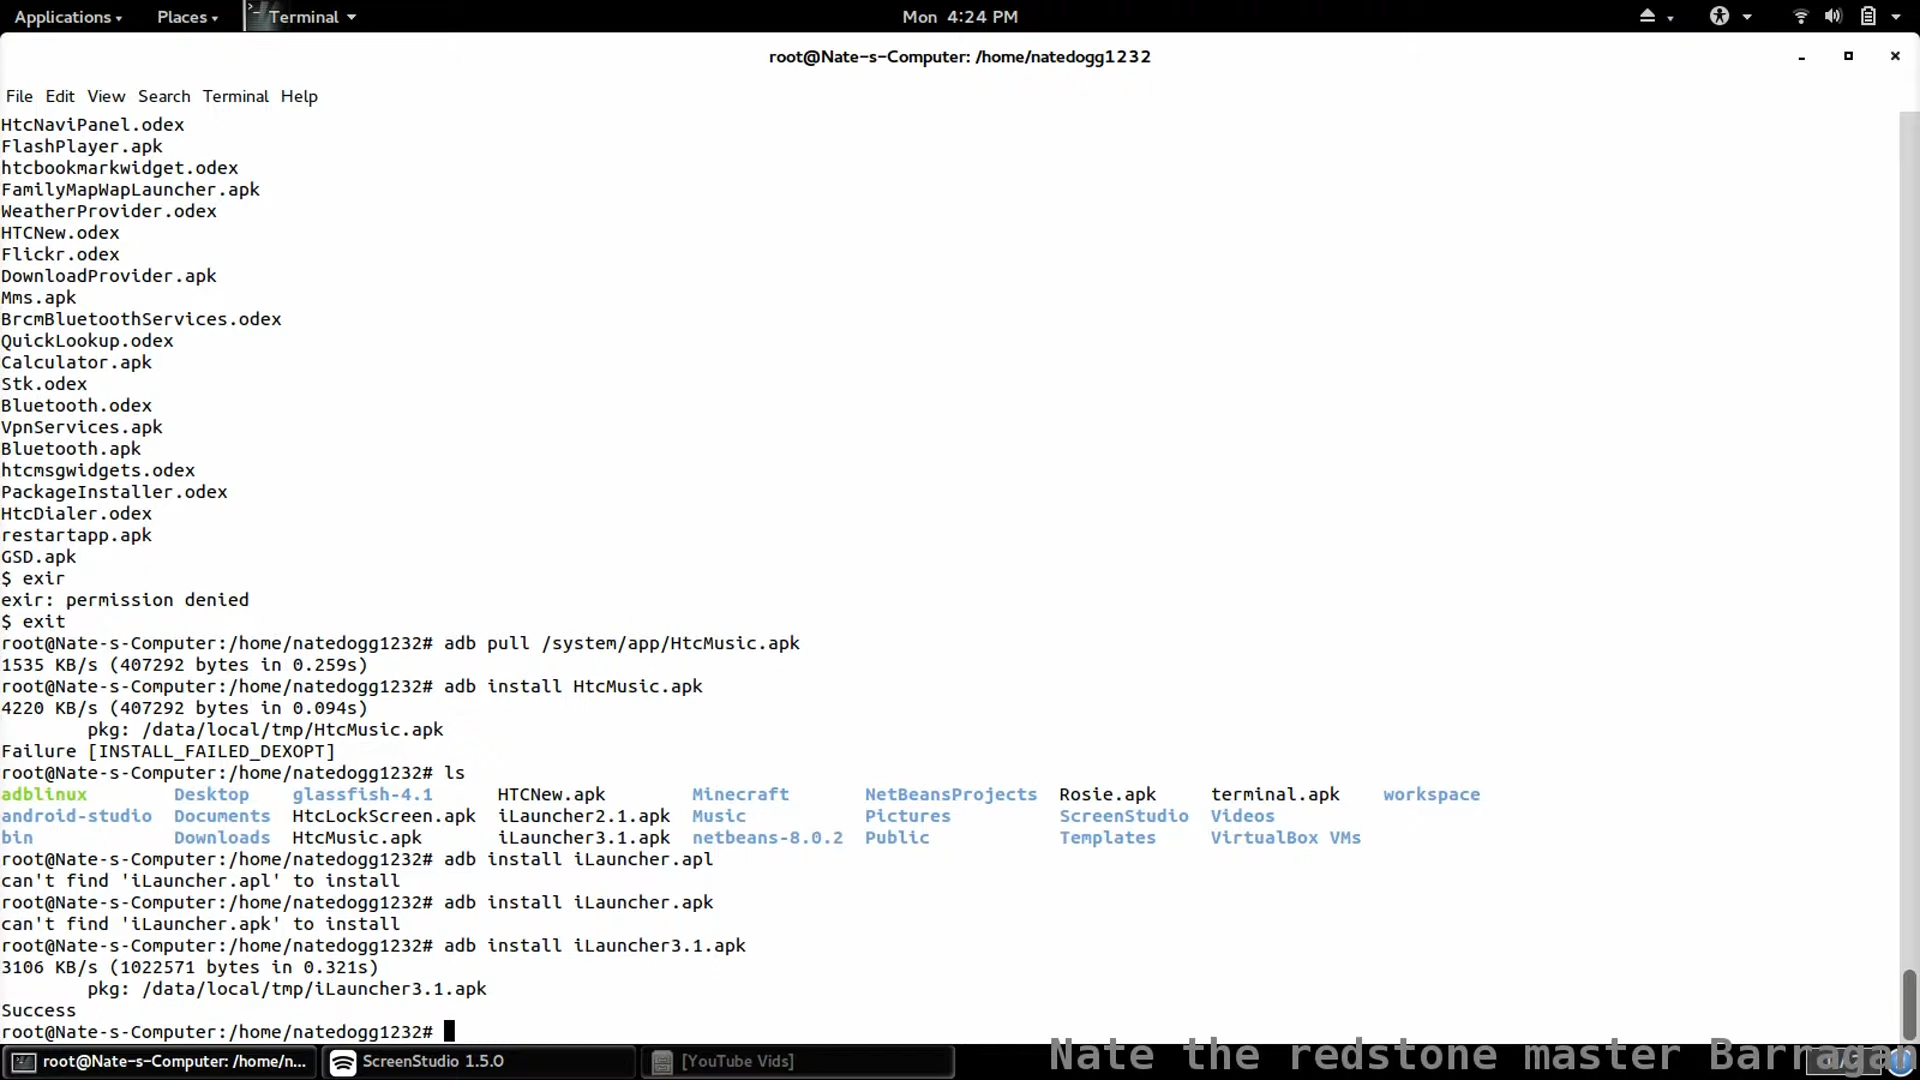 Applications Places Terminal Mon 4:24 PM
root@Nate-s-Computer: /home/natedogg1232
File Edit View Search Terminal Help
HtcNaviPanel.odex
FlashPlayer.apk
htcbookmarkwidget.odex
FamilyMapWapLauncher.apk
WeatherProvider.odex
HTCNew.odex
Flickr.odex
DownloadProvider.apk
Mms.apk
BrcmBluetoothServices.odex
QuickLookup.odex
Calculator.apk
Stk.odex
Bluetooth.odex
VpnServices.apk
Bluetooth.apk
htcmsgwidgets.odex
PackageInstaller.odex
HtcDialer.odex
restartapp.apk
GSD.apk
$ exir
exir: permission denied
$ exit
root@Nate-s-Computer:/home/natedogg1232# adb pull /system/app/HtcMusic.apk
1535 KB/s (407292 bytes in 0.259s)
root@Nate-s-Computer:/home/natedogg1232# adb install HtcMusic.apk
4220 KB/s (407292 bytes in 0.094s)
pkg: /data/local/tmp/HtcMusic.apk
Failure [INSTALL_FAILED_DEXOPT]
root@Nate-s-Computer:/home/natedogg1232# ls
adblinux Desktop glassfish-4.1 HTCNew.apk Minecraft NetBeansProjects Rosie.apk terminal.apk workspace
android-studio Documents HtcLockScreen.apk iLauncher2.1.apk Music Pictures ScreenStudio Videos
bin Downloads HtcMusic.apk iLauncher3.1.apk netbeans-8.0.2 Public Templates VirtualBox VMs
root@Nate-s-Computer:/home/natedogg1232# adb install iLauncher.apl
can't find 'iLauncher.apl' to install
root@Nate-s-Computer:/home/natedogg1232# adb install iLauncher.apk
can't find 'iLauncher.apk' to install
root@Nate-s-Computer:/home/natedogg1232# adb install iLauncher3.1.apk
3106 KB/s (1022571 bytes in 0.321s)
pkg: /data/local/tmp/iLauncher3.1.apk
Success
root@Nate-s-Computer:/home/natedogg1232#
root@Nate-s-Computer: /home/n... ScreenStudio 1.5.0 [YouTube Vids] Nate the redstone master Barragan